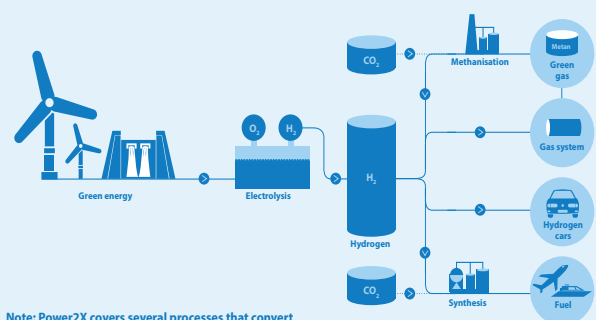 CO2
Methanisation
Metan
Green
gas
O2
H2
Gas system
H2
Green energy
Electrolysis
Hydrogen
Hydrogen
cars
CO2
Synthesis
Fuel
Note: Power2X covers several processes that convert